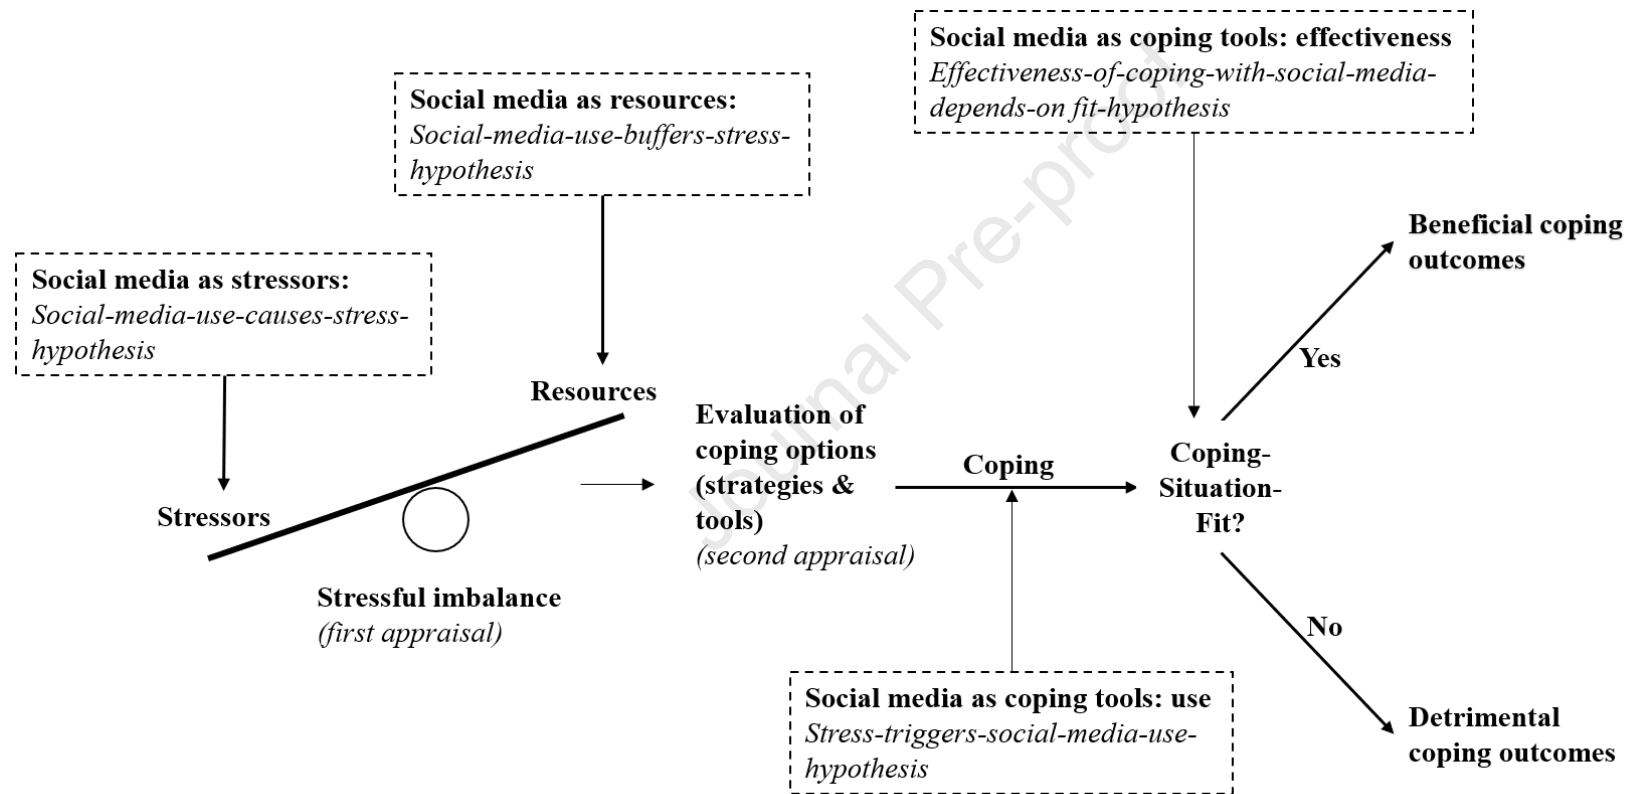 Social media as coping tools: effectiveness
Effectiveness-of-coping-with-social-media-
depends-on fit-hypothesis
Social media as resources:
Social-media-use-buffers-stress-
hypothesis
Social media as stressors:
Social-media-use-causes-stress-
hypothesis
Beneficial coping
outcomes
Yes
Resources
Stressors
Stressful imbalance
(first appraisal)
Evaluation of
coping options
(strategies &
tools)
(second appraisal)
Coping
Coping-
Situation-
Fit?
No
Social media as coping tools: use
Stress-triggers-social-media-use-
hypothesis
Detrimental
coping outcomes
Journal Pre-proof